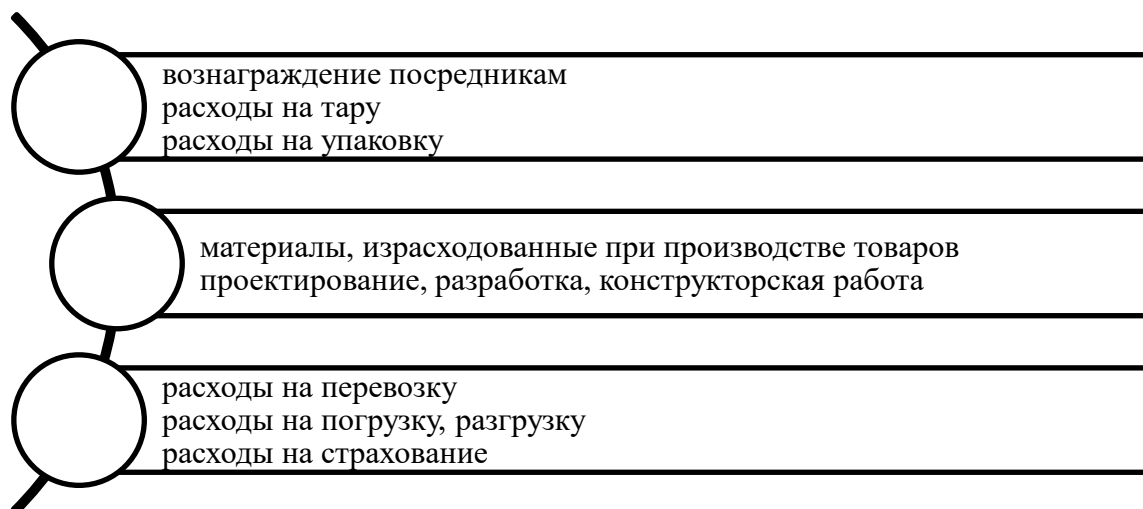 вознаграждение посредникам
расходы на тару
расходы на упаковку
материалы, израсходованные при производстве товаров
проектирование, разработка, конструкторская работа
расходы на перевозку
расходы на погрузку, разгрузку
расходы на страхование